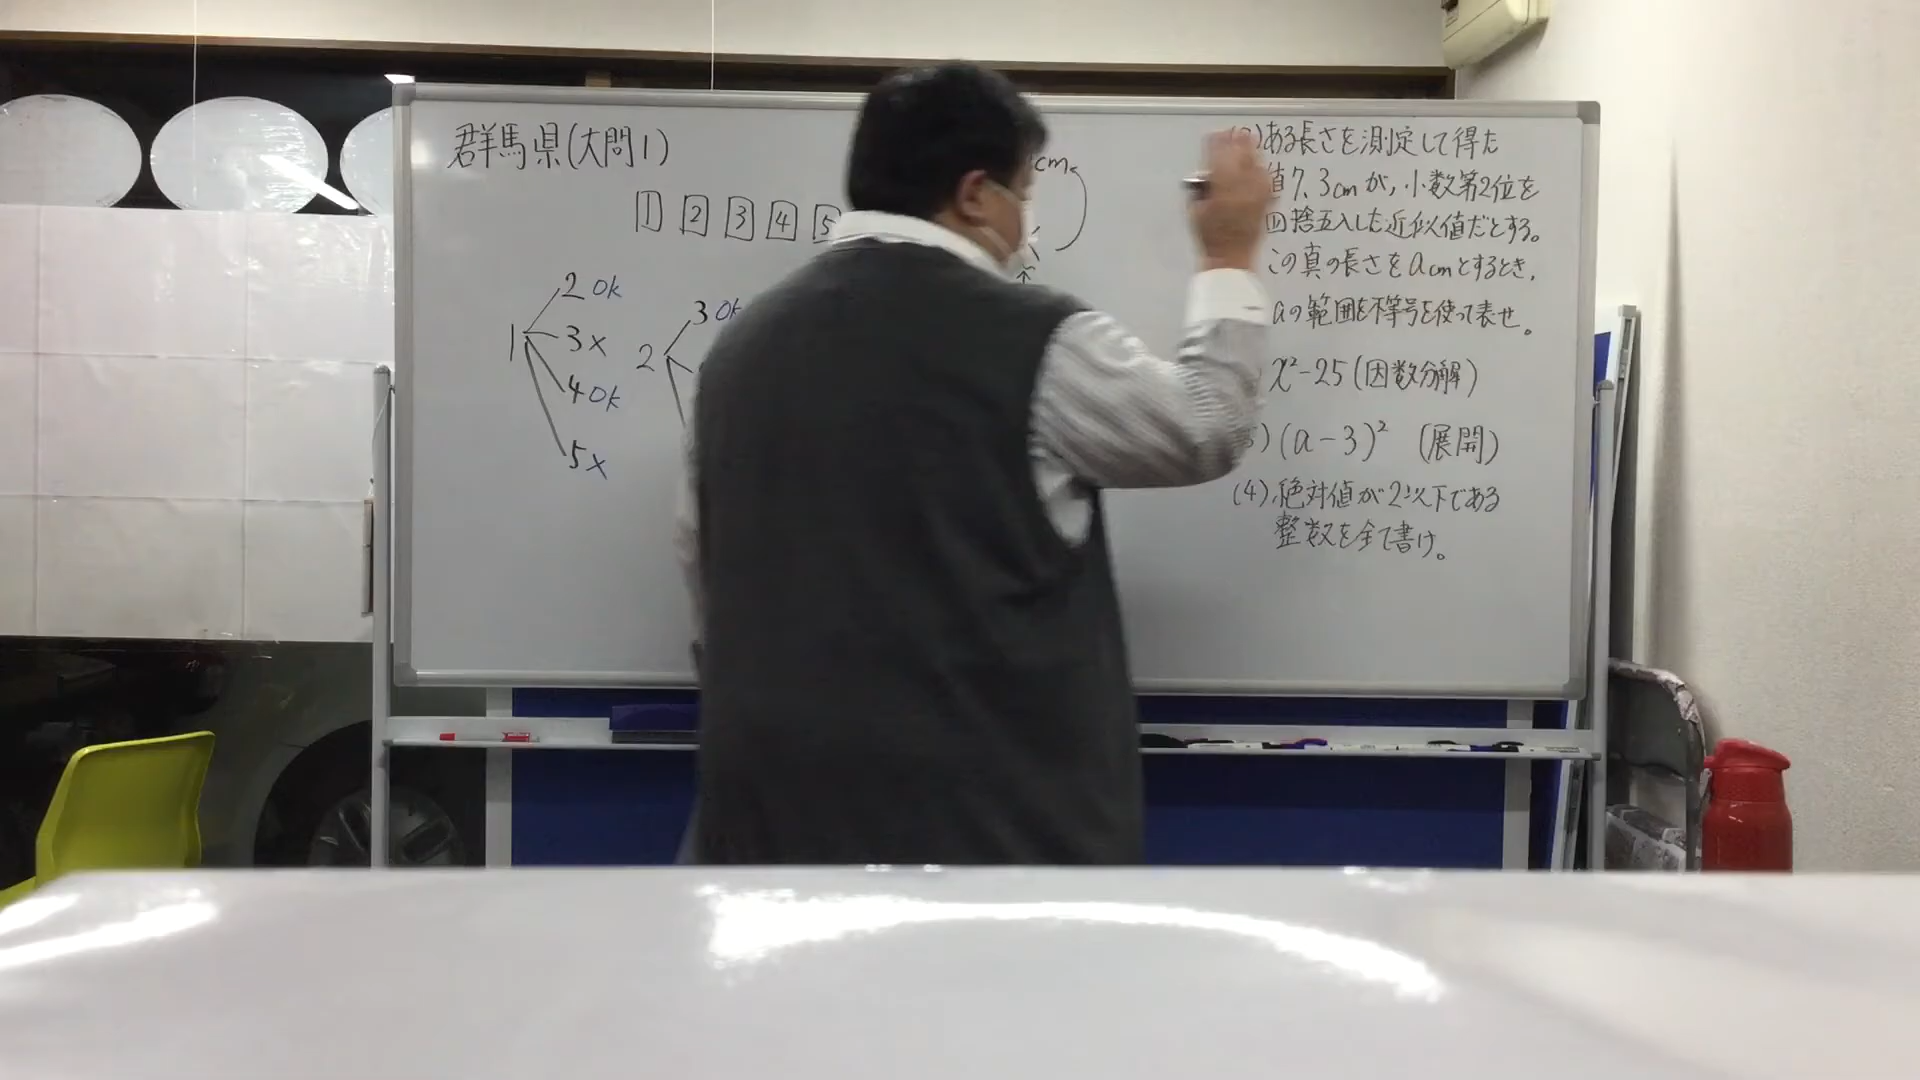 群馬県(大問1)
1 2 3 4 5
1
2 ok
3 x
4 ok
5 x
2
3 ok
cm
ある長さを測定して得た
値7.3cmが、小数第2位を
四捨五入した近似値だとする。
この真の長さをacmとするとき、
aの範囲を不等号を使って表せ。
x²-25(因数分解)
(a-3)² (展開)
(4)、絶対値が2以下である
整数を全て書け。